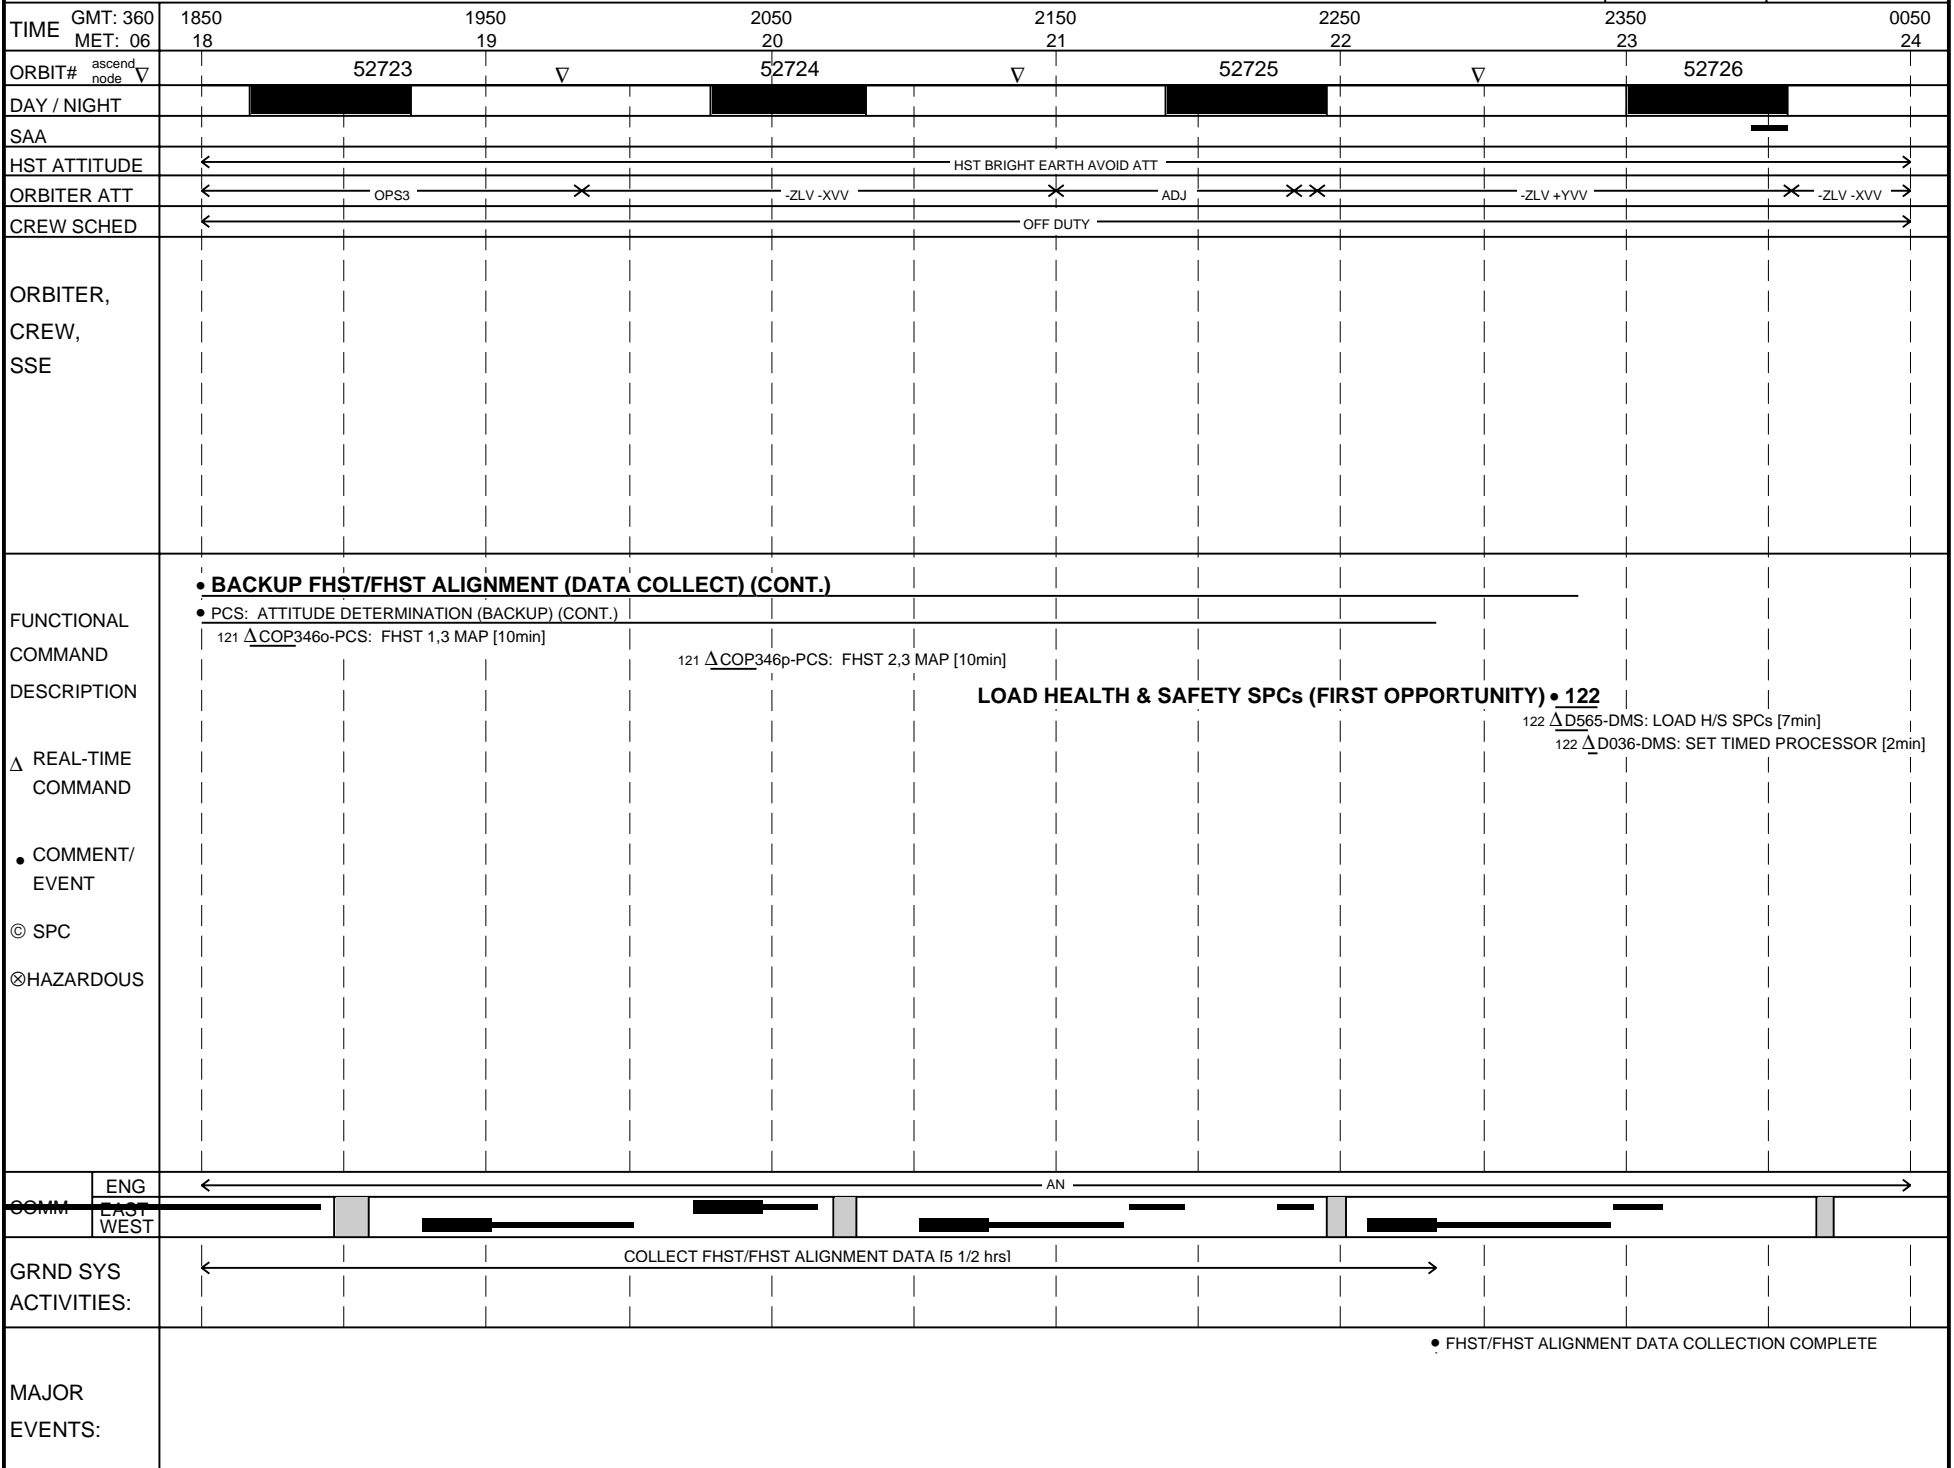 TIME GMT: 360 1850 1950 2050 2150 2250 2350 0050
MET: 06 18 19 20 21 22 23 24
ORBIT# ascend node ∇ 52723 ∇ 52724 ∇ 52725 ∇ 52726
DAY / NIGHT
SAA
HST ATTITUDE HST BRIGHT EARTH AVOID ATT
ORBITER ATT OPS3 -ZLV -XVV ADJ -ZLV +YVV -ZLV -XVV
CREW SCHED OFF DUTY
ORBITER,
CREW,
SSE
• BACKUP FHST/FHST ALIGNMENT (DATA COLLECT) (CONT.)
• PCS: ATTITUDE DETERMINATION (BACKUP) (CONT.)
121 ΔCOP346o-PCS: FHST 1,3 MAP [10min]
121 ΔCOP346p-PCS: FHST 2,3 MAP [10min]
LOAD HEALTH & SAFETY SPCs (FIRST OPPORTUNITY) • 122
122 ΔD565-DMS: LOAD H/S SPCs [7min]
122 ΔD036-DMS: SET TIMED PROCESSOR [2min]
FUNCTIONAL
COMMAND
DESCRIPTION
Δ REAL-TIME
COMMAND
• COMMENT/
EVENT
© SPC
⊗HAZARDOUS
COMM ENG AN
EAST
WEST
GRND SYS
ACTIVITIES:
COLLECT FHST/FHST ALIGNMENT DATA [5 1/2 hrs]
• FHST/FHST ALIGNMENT DATA COLLECTION COMPLETE
MAJOR
EVENTS: